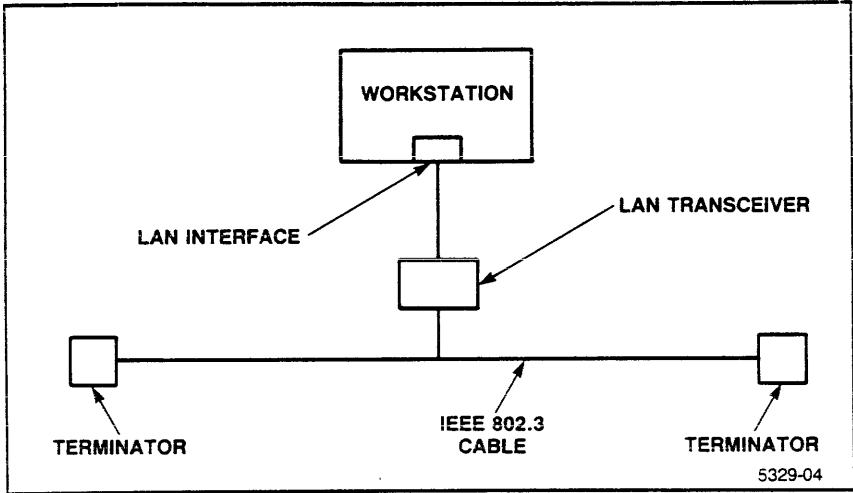 WORKSTATION
LAN TRANSCEIVER
LAN INTERFACE
IEEE 802.3
CABLE
TERMINATOR
TERMINATOR
5329-04